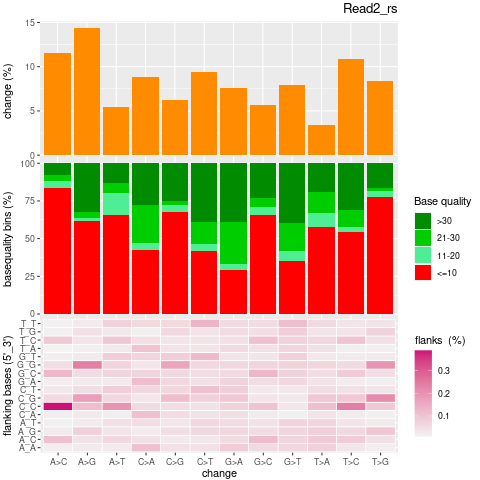 Read2_rs
change (%)
15
10
5
0
basequality bins (%)
100
75
50
25
0
Base quality
>30
21-30
11-20
<=10
flanking bases (5'_3')
T_T
T_G
T_C
T_A
G_T
G_G
G_C
G_A
C_T
C_G
C_C
C_A
A_T
A_G
A_C
A_A
flanks (%)
0.3
0.2
0.1
A>C A>G A>T C>A C>G C>T G>A G>C G>T T>A T>C T>G
change